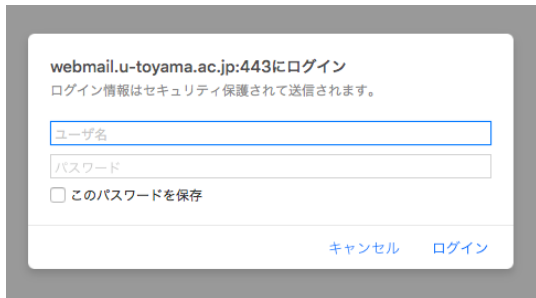 webmail.u-toyama.ac.jp:443にログイン
ログイン情報はセキュリティ保護されて送信されます。
ユーザ名
パスワード
このパスワードを保存
キャンセル ログイン